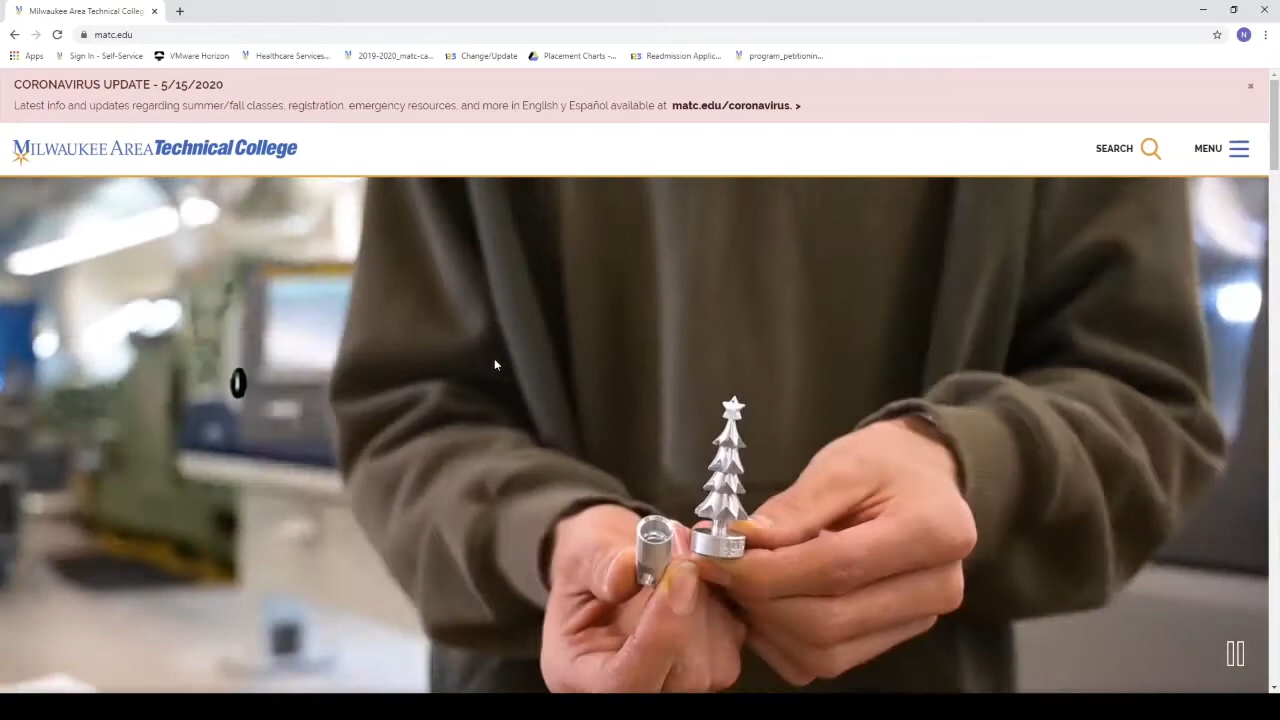 Milwaukee Area Technical Colleg
matc.edu
N
Apps
Sign In - Self-Service
VMware Horizon
Healthcare Services...
2019-2020_matc-ca...
123 Change/Update
Placement Charts -...
123 Readmission Applic...
program_petitionin...
CORONAVIRUS UPDATE - 5/15/2020
Latest info and updates regarding summer/fall classes, registration, emergency resources, and more in English y Español available at matc.edu/coronavirus. >
MILWAUKEE AREA Technical College
SEARCH
MENU